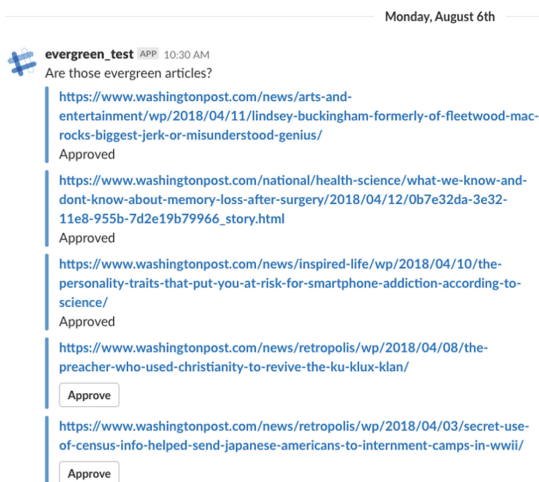 Monday, August 6th
evergreen_test APP 10:30 AM
Are those evergreen articles?
https://www.washingtonpost.com/news/arts-and-
entertainment/wp/2018/04/11/lindsey-buckingham-formerly-of-fleetwood-mac-
rocks-biggest-jerk-or-misunderstood-genius/
Approved
https://www.washingtonpost.com/national/health-science/what-we-know-and-
dont-know-about-memory-loss-after-surgery/2018/04/12/0b7e32da-3e32-
11e8-955b-7d2e19b79966_story.html
Approved
https://www.washingtonpost.com/news/inspired-life/wp/2018/04/10/the-
personality-traits-that-put-you-at-risk-for-smartphone-addiction-according-to-
science/
Approved
https://www.washingtonpost.com/news/retropolis/wp/2018/04/08/the-
preacher-who-used-christianity-to-revive-the-ku-klux-klan/
Approve
https://www.washingtonpost.com/news/retropolis/wp/2018/04/03/secret-use-
of-census-info-helped-send-japanese-americans-to-internment-camps-in-wwii/
Approve